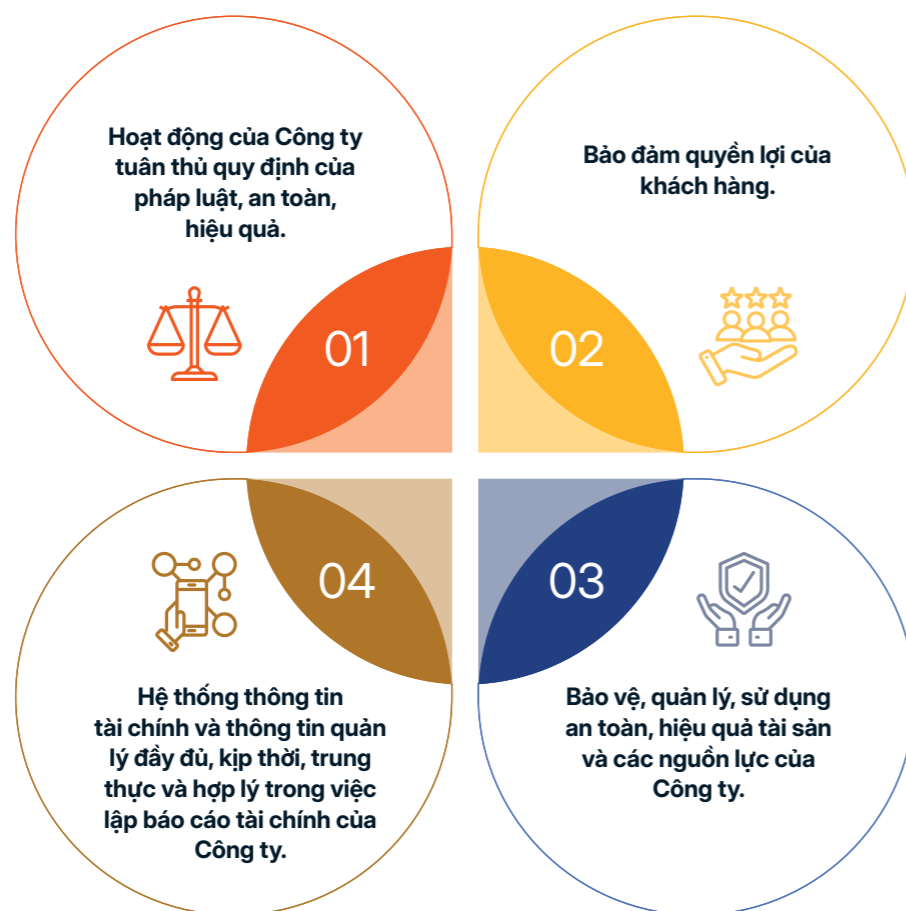 Hoạt động của Công ty
tuân thủ quy định của
pháp luật, an toàn,
hiệu quả.
01
Bảo đảm quyền lợi của
khách hàng.
02
03
Bảo vệ, quản lý, sử dụng
an toàn, hiệu quả tài sản
và các nguồn lực của
Công ty.
04
Hệ thống thông tin
tài chính và thông tin quản
lý đầy đủ, kịp thời, trung
thực và hợp lý trong việc
lập báo cáo tài chính của
Công ty.